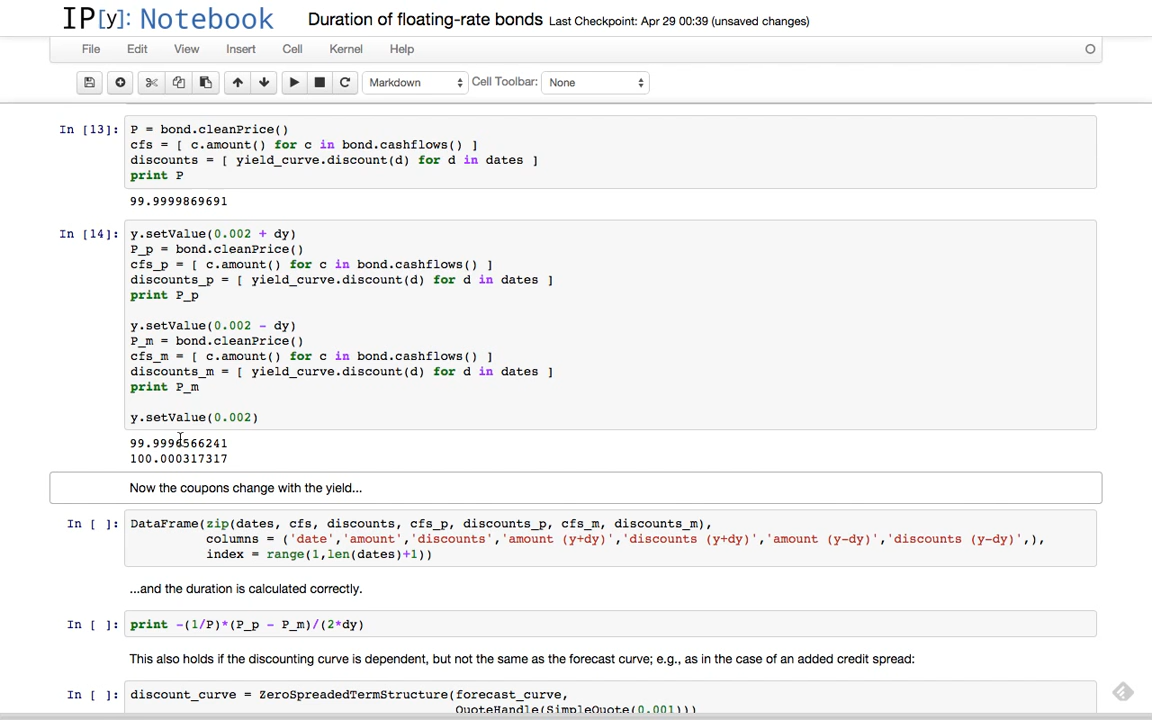 IP[y]: Notebook
Duration of floating-rate bonds Last Checkpoint: Apr 29 00:39 (unsaved changes)
File Edit View Insert Cell Kernel Help
Markdown Cell Toolbar: None
In [13]: P = bond.cleanPrice()
cfs = [ c.amount() for c in bond.cashflows() ]
discounts = [ yield_curve.discount(d) for d in dates ]
print P
99.9999869691
In [14]: y.setValue(0.002 + dy)
P_p = bond.cleanPrice()
cfs_p = [ c.amount() for c in bond.cashflows() ]
discounts_p = [ yield_curve.discount(d) for d in dates ]
print P_p
y.setValue(0.002 - dy)
P_m = bond.cleanPrice()
cfs_m = [ c.amount() for c in bond.cashflows() ]
discounts_m = [ yield_curve.discount(d) for d in dates ]
print P_m
y.setValue(0.002)
99.9996566241
100.000317317
Now the coupons change with the yield...
In [ ]: DataFrame(zip(dates, cfs, discounts, cfs_p, discounts_p, cfs_m, discounts_m),
columns = ('date','amount','discounts','amount (y+dy)','discounts (y+dy)','amount (y-dy)','discounts (y-dy)',),
index = range(1,len(dates)+1))
...and the duration is calculated correctly.
In [ ]: print -(1/P)*(P_p - P_m)/(2*dy)
This also holds if the discounting curve is dependent, but not the same as the forecast curve; e.g., as in the case of an added credit spread:
In [ ]: discount_curve = ZeroSpreadedTermStructure(forecast_curve,
QuoteHandle(SimpleQuote(0.001)))